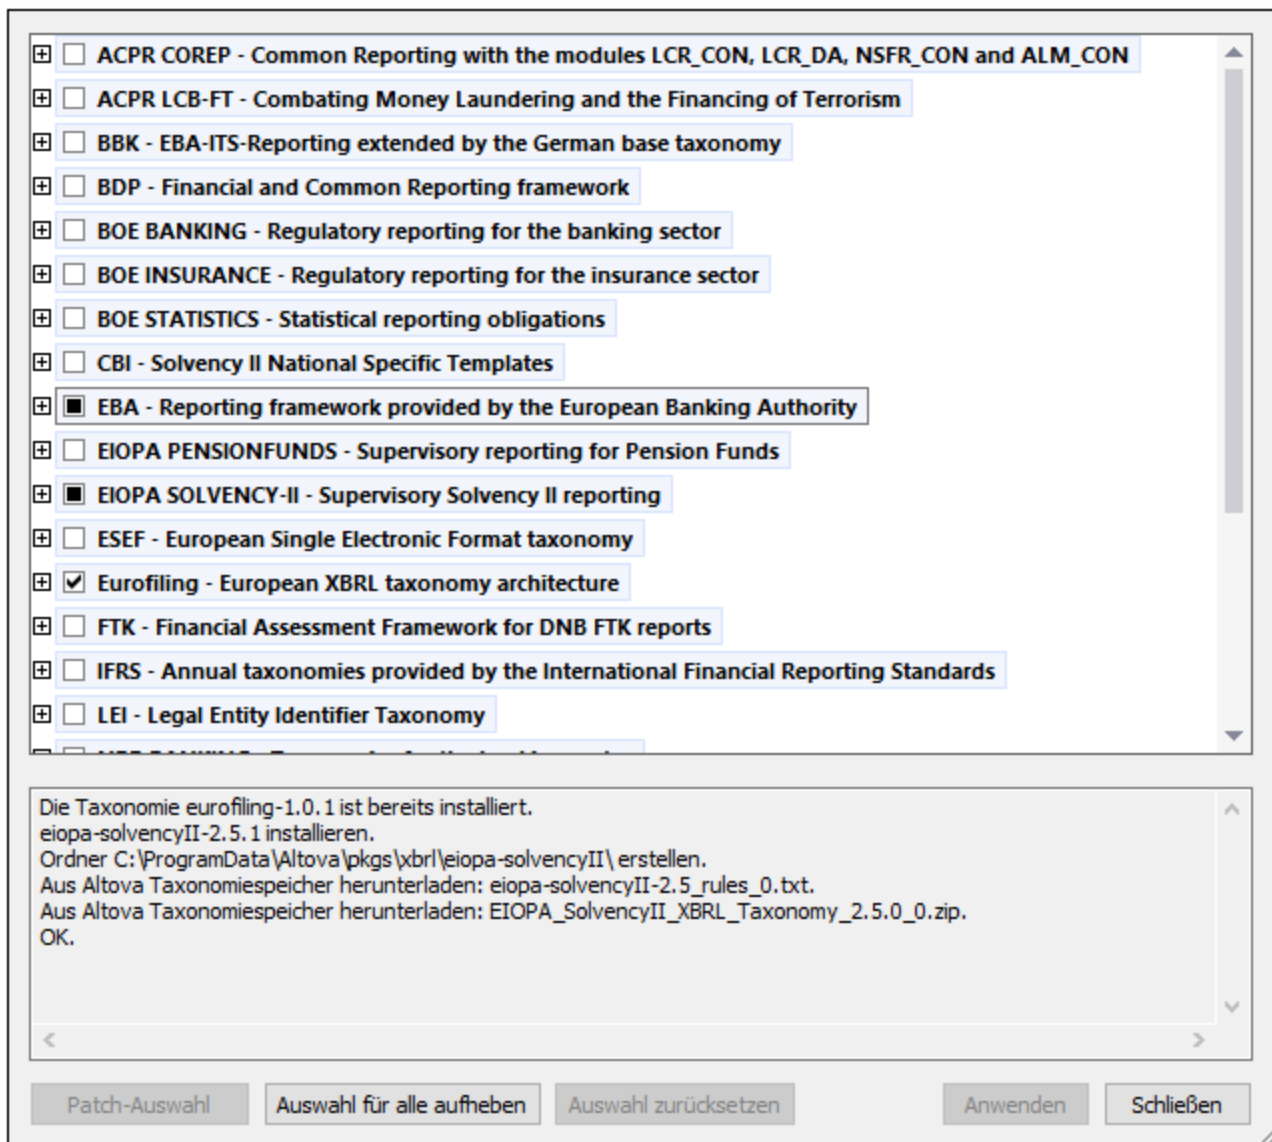 ACPR COREP - Common Reporting with the modules LCR_CON, LCR_DA, NSFR_CON and ALM_CON
ACPR LCB-FT - Combating Money Laundering and the Financing of Terrorism
BBK - EBA-ITS-Reporting extended by the German base taxonomy
BDP - Financial and Common Reporting framework
BOE BANKING - Regulatory reporting for the banking sector
BOE INSURANCE - Regulatory reporting for the insurance sector
BOE STATISTICS - Statistical reporting obligations
CBI - Solvency II National Specific Templates
EBA - Reporting framework provided by the European Banking Authority
EIOPA PENSIONFUNDS - Supervisory reporting for Pension Funds
EIOPA SOLVENCY-II - Supervisory Solvency II reporting
ESEF - European Single Electronic Format taxonomy
Eurofiling - European XBRL taxonomy architecture
FTK - Financial Assessment Framework for DNB FTK reports
IFRS - Annual taxonomies provided by the International Financial Reporting Standards
LEI - Legal Entity Identifier Taxonomy
Die Taxonomie eurofiling-1.0.1 ist bereits installiert.
eiopa-solvencyII-2.5.1 installieren.
Ordner C:\ProgramData\Altova\pkgs\xbrl\eiopa-solvencyII\ erstellen.
Aus Altova Taxonomiespeicher herunterladen: eiopa-solvencyII-2.5_rules_0.txt.
Aus Altova Taxonomiespeicher herunterladen: EIOPA_SolvencyII_XBRL_Taxonomy_2.5.0_0.zip.
OK.
Patch-Auswahl Auswahl für alle aufheben Auswahl zurücksetzen Anwenden Schließen